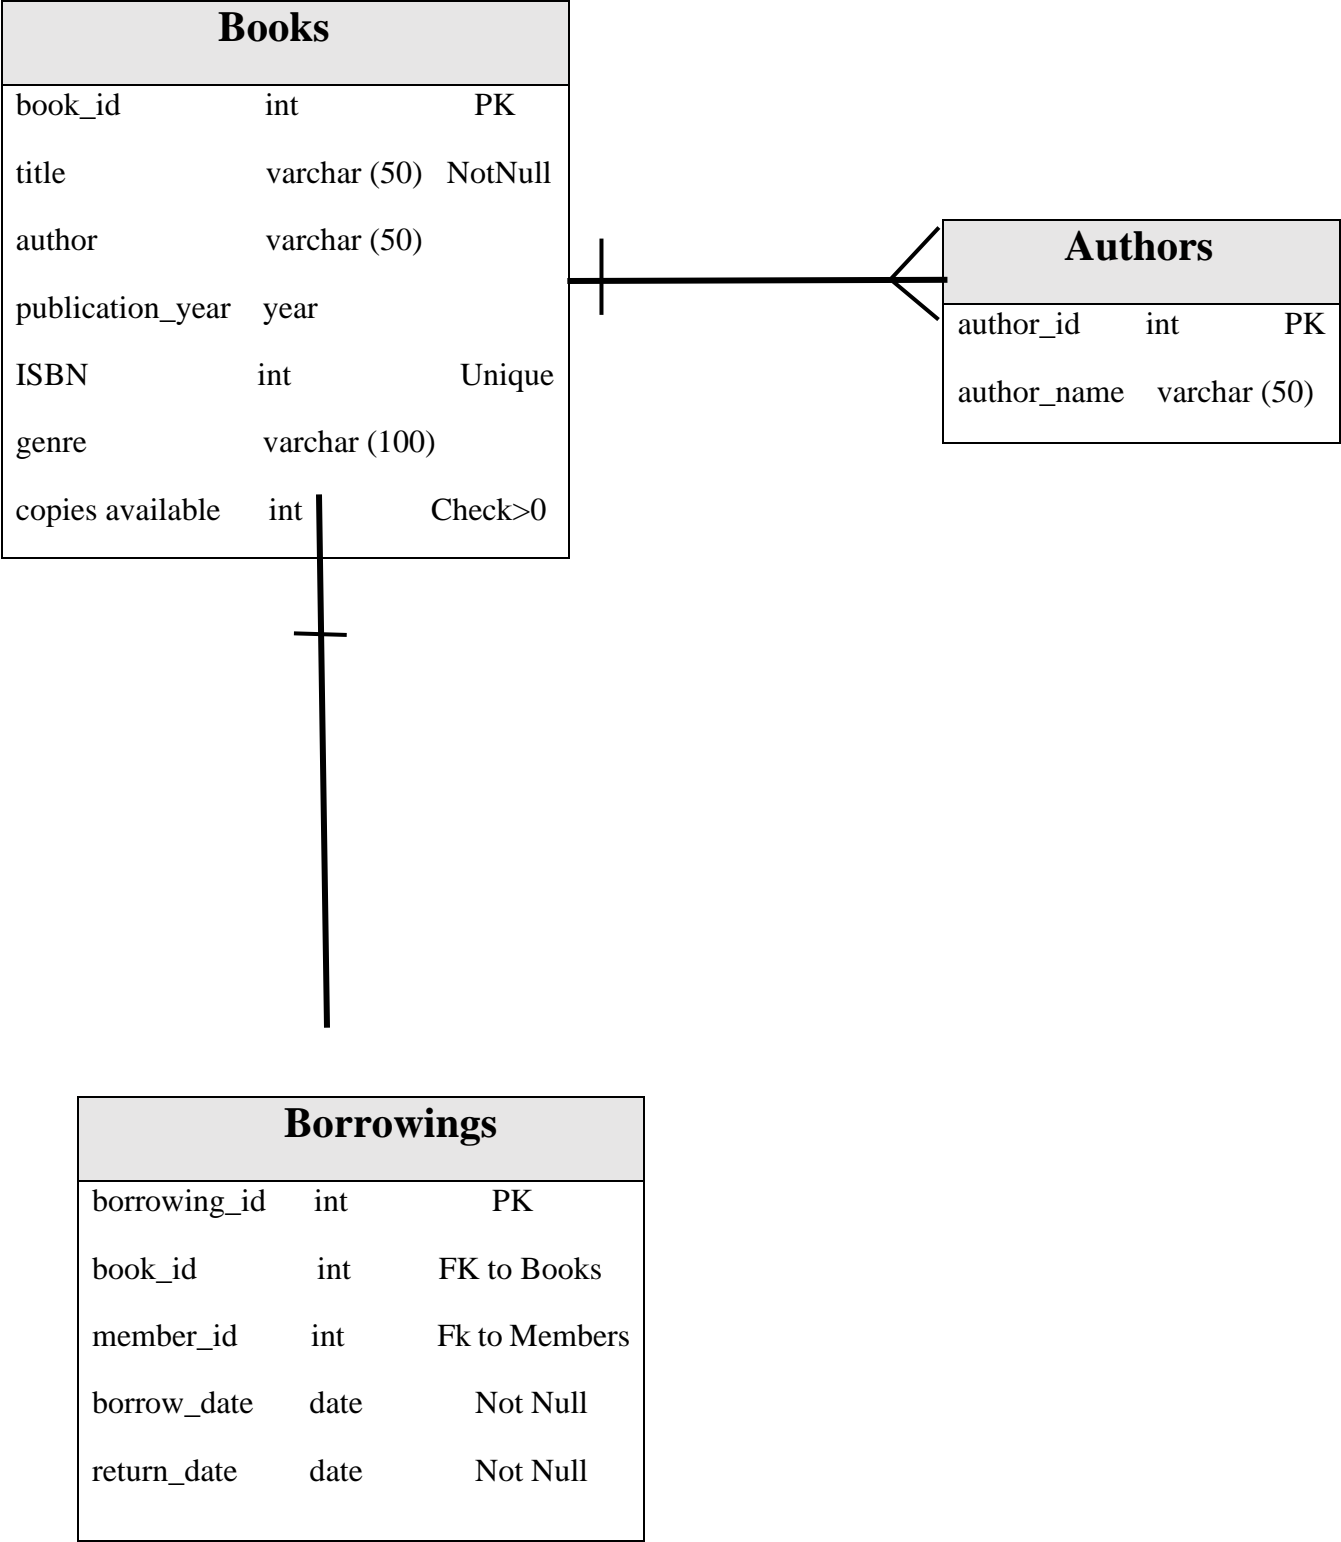 Books
book_id int PK
title varchar (50) NotNull
author varchar (50)
publication_year year
ISBN int Unique
genre varchar (100)
copies available int Check>0
Authors
author_id int PK
author_name varchar (50)
Borrowings
borrowing_id int PK
book_id int FK to Books
member_id int Fk to Members
borrow_date date Not Null
return_date date Not Null